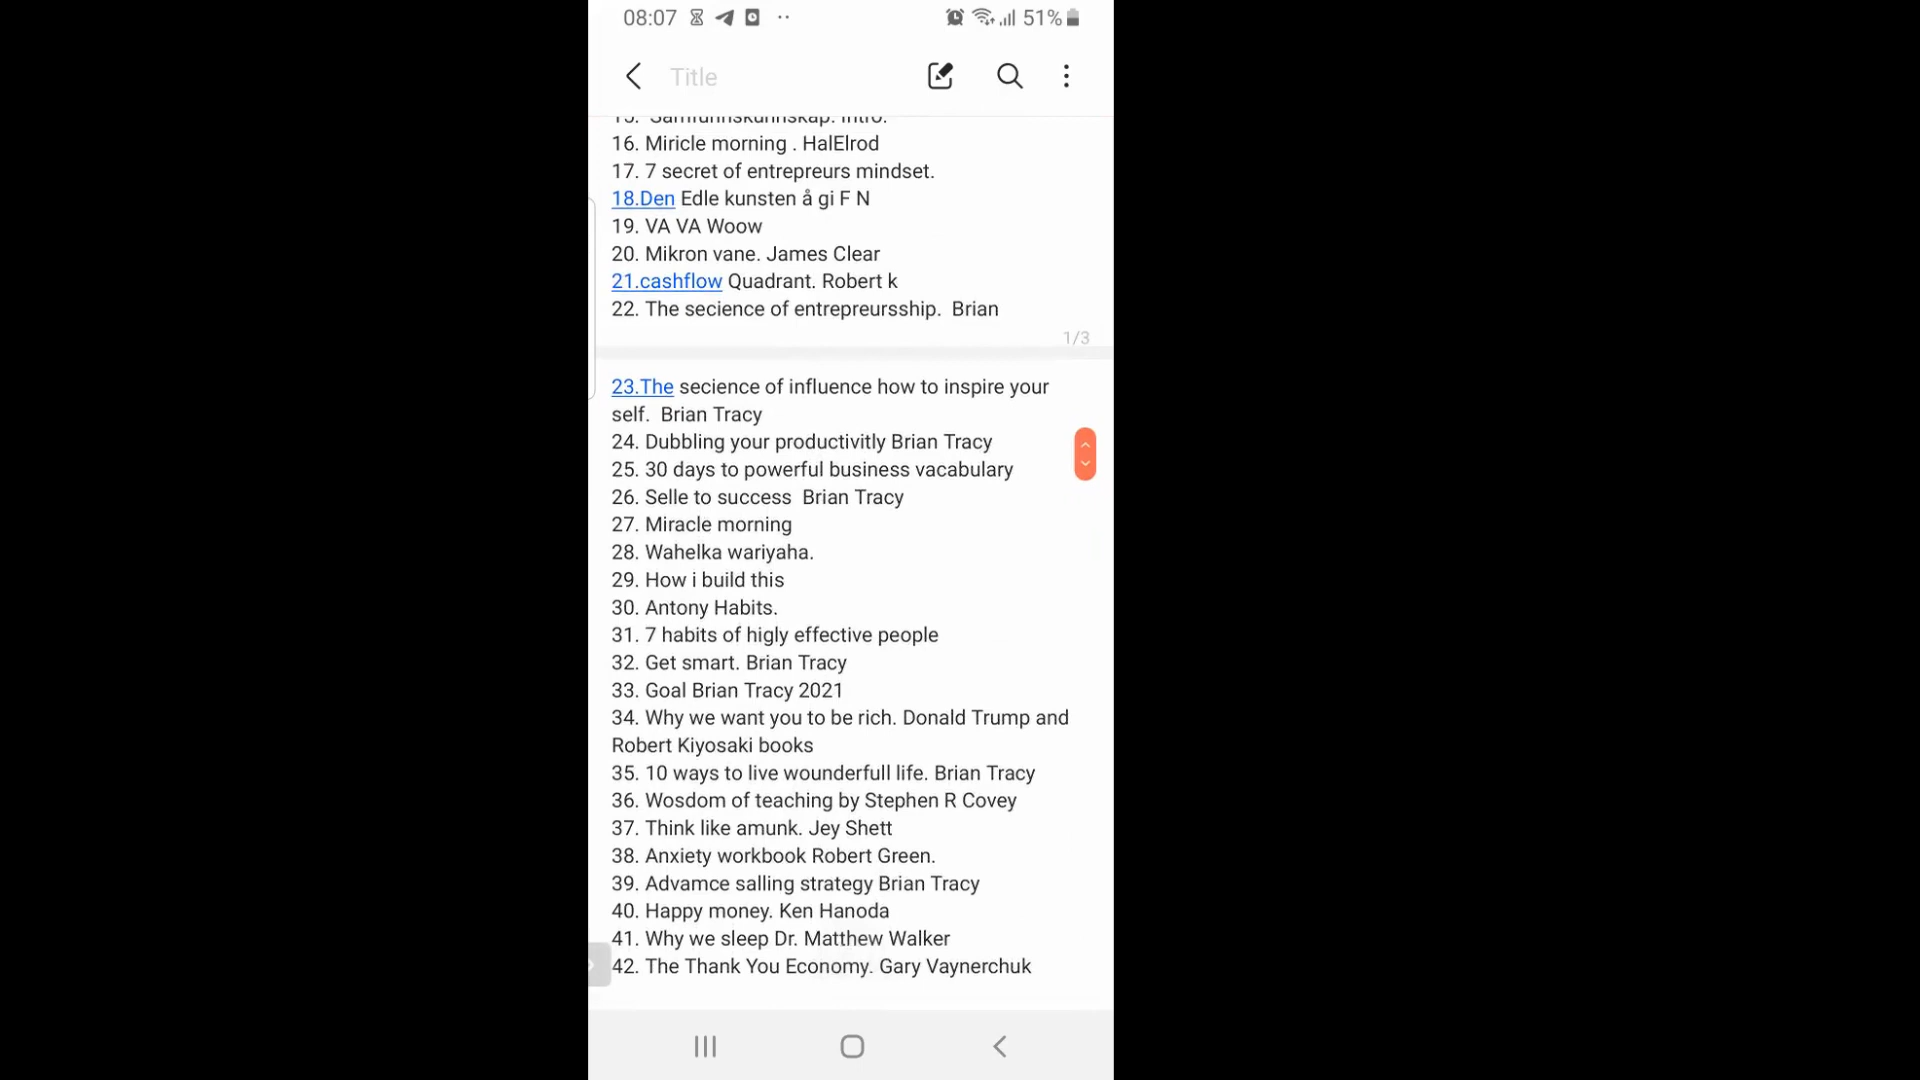 08:07
51%
Title
15. Samfunnskunnskap. Intro.
16. Miricle morning . HalElrod
17. 7 secret of entrepreurs mindset.
18.Den Edle kunsten å gi F N
19. VA VA Woow
20. Mikron vane. James Clear
21.cashflow Quadrant. Robert k
22. The secience of entrepreursship.  Brian
1/3
23.The secience of influence how to inspire your
self.  Brian Tracy
24. Dubbling your productivitly Brian Tracy
25. 30 days to powerful business vacabulary
26. Selle to success  Brian Tracy
27. Miracle morning
28. Wahelka wariyaha.
29. How i build this
30. Antony Habits.
31. 7 habits of higly effective people
32. Get smart. Brian Tracy
33. Goal Brian Tracy 2021
34. Why we want you to be rich. Donald Trump and
Robert Kiyosaki books
35. 10 ways to live wounderfull life. Brian Tracy
36. Wosdom of teaching by Stephen R Covey
37. Think like amunk. Jey Shett
38. Anxiety workbook Robert Green.
39. Advamce salling strategy Brian Tracy
40. Happy money. Ken Hanoda
41. Why we sleep Dr. Matthew Walker
42. The Thank You Economy. Gary Vaynerchuk